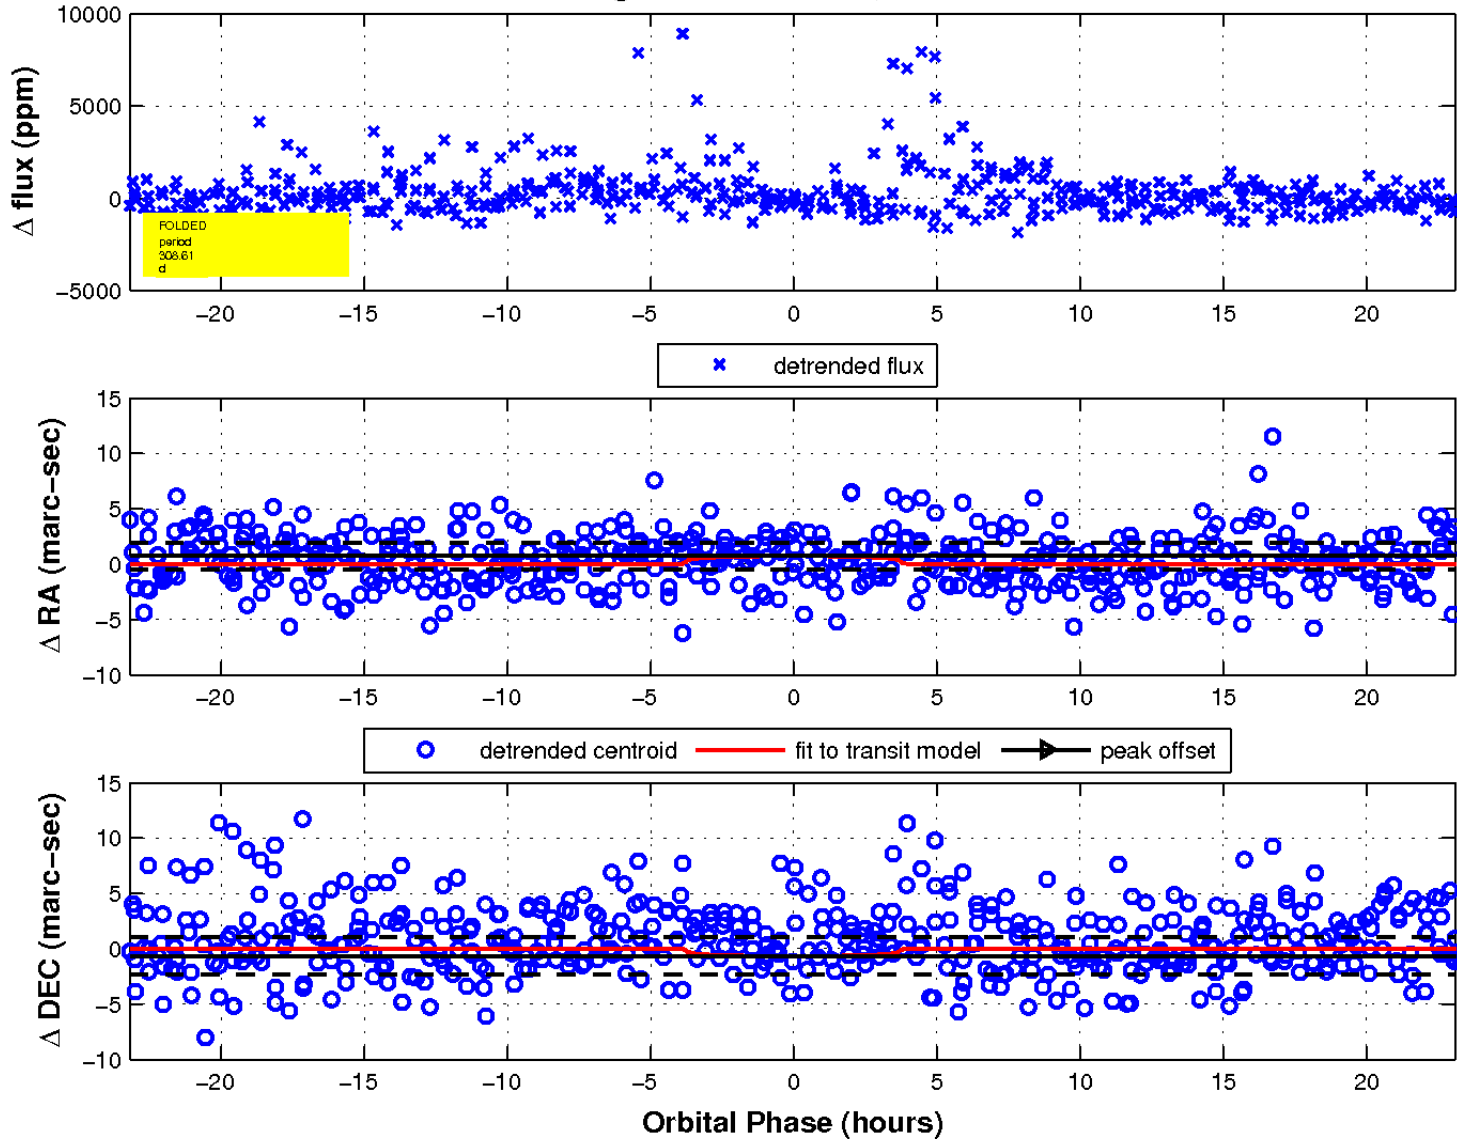 10000
5000
0
−5000
Δ flux (ppm)
−20 −15 −10 −5 0 5 10 15 20
FOLDED
period
308.61
d
detrended flux
15
10
5
0
−5
−10
Δ RA (marc−sec)
−20 −15 −10 −5 0 5 10 15 20
detrended centroid fit to transit model peak offset
15
10
5
0
−5
−10
Δ DEC (marc−sec)
−20 −15 −10 −5 0 5 10 15 20
Orbital Phase (hours)